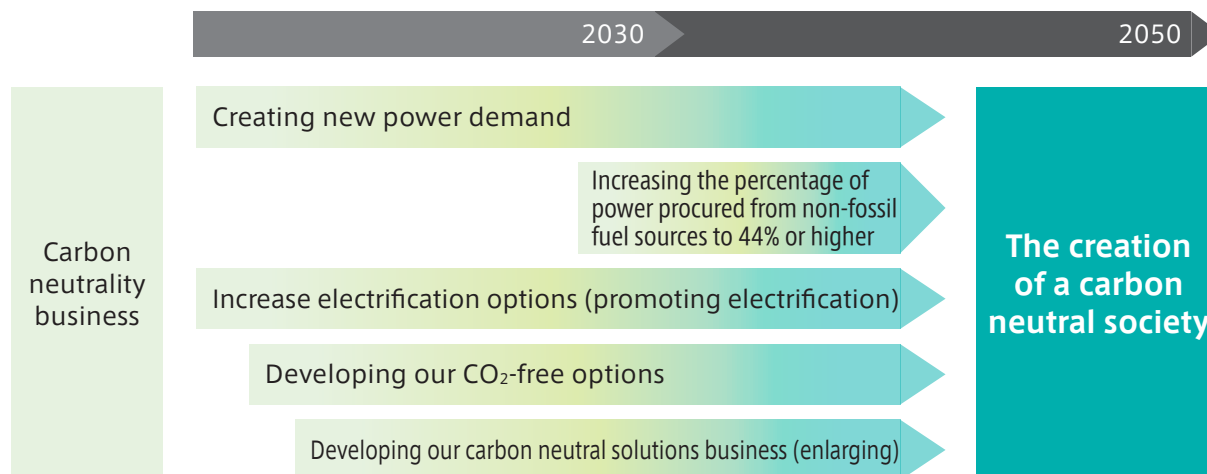 2030
2050
Carbon
neutrality
business
Creating new power demand
Increasing the percentage of
power procured from non-fossil
fuel sources to 44% or higher
Increase electrification options (promoting electrification)
Developing our CO₂-free options
Developing our carbon neutral solutions business (enlarging)
The creation
of a carbon
neutral society